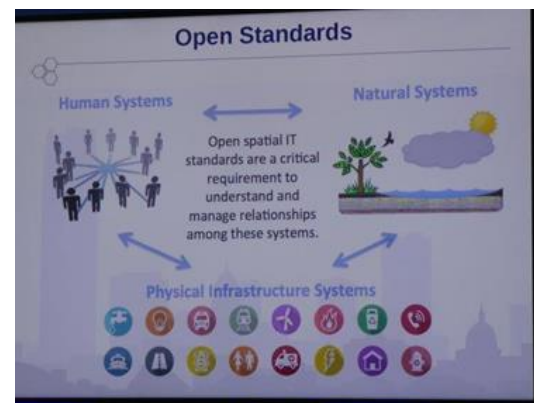 Open Standards
Human Systems
Natural Systems
Open spatial IT
standards are a critical
requirement to
understand and
manage relationships
among these systems.
Physical Infrastructure Systems